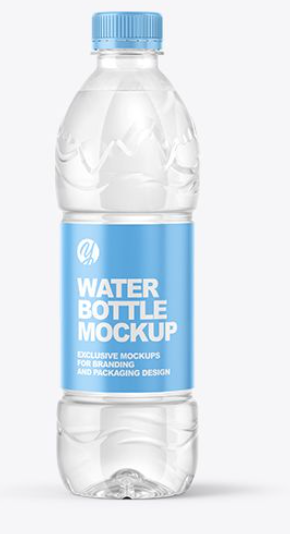 WATER
BOTTLE
MOCKUP
EXCLUSIVE MOCKUPS
FOR BRANDING
AND PACKAGING DESIGN